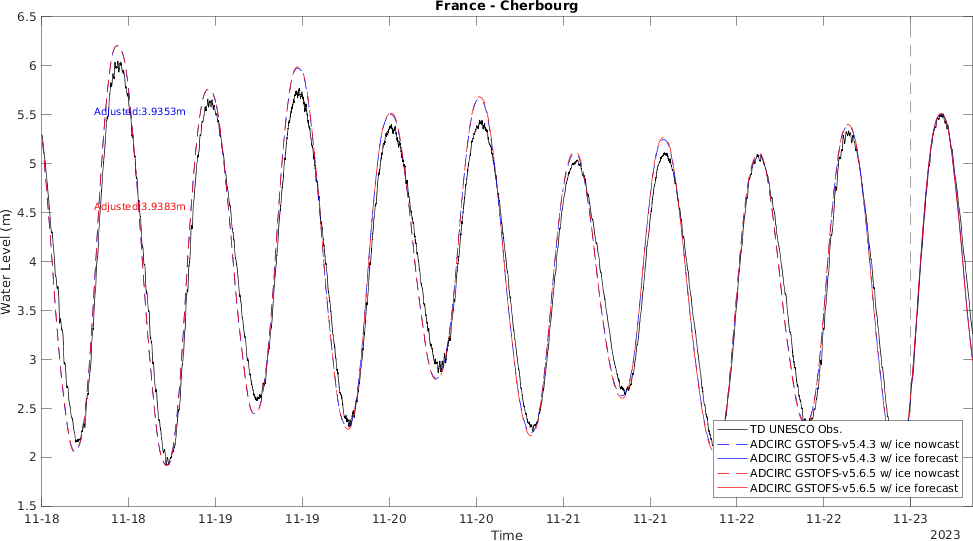 France - Cherbourg
6.5
6
5.5
5
4.5
4
3.5
3
2.5
2
1.5
Water Level (m)
Adjusted:3.9353m
Adjusted:3.9383m
TD UNESCO Obs.
ADCIRC GSTOFS-v5.4.3 w/ ice nowcast
ADCIRC GSTOFS-v5.4.3 w/ ice forecast
ADCIRC GSTOFS-v5.6.5 w/ ice nowcast
ADCIRC GSTOFS-v5.6.5 w/ ice forecast
11-18 11-18 11-19 11-19 11-20 11-20 11-21 11-21 11-22 11-22 11-23
Time
2023